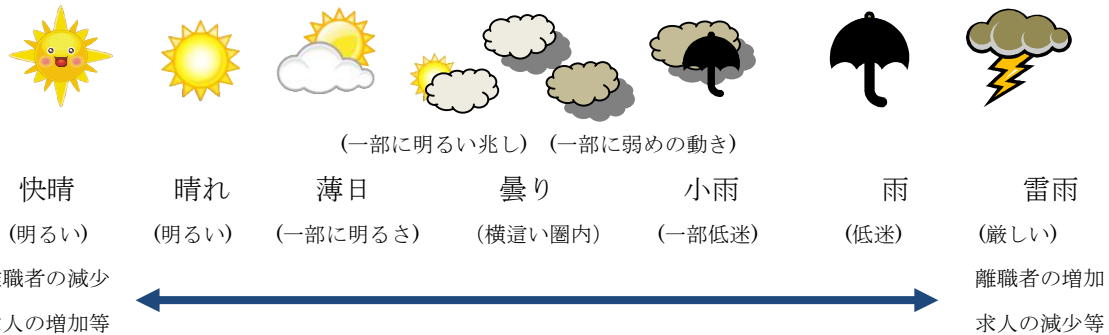 (一部に明るい兆し) (一部に弱めの動き)
快晴 晴れ 薄日 曇り 小雨 雨 雷雨
(明るい) (明るい) (一部に明るさ) （横這い圏内） (一部低迷) (低迷) (厳しい)
職者の減少 離職者の増加
人の増加等 求人の減少等